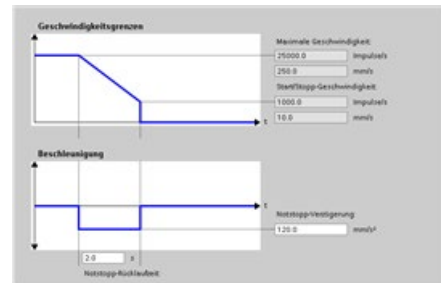 Geschwindigkeitsgrenzen
Maximale Geschwindigkeit:
25000.0 Impulse/s
250.0 mm/s
Start/Stopp-Geschwindigkeit:
1000.0 Impulse/s
10.0 mm/s
t
Beschleunigung
t
Notstopp-Verzögerung:
120.0 mm/s²
2.0 s
Notstopp-Rücklaufzeit: